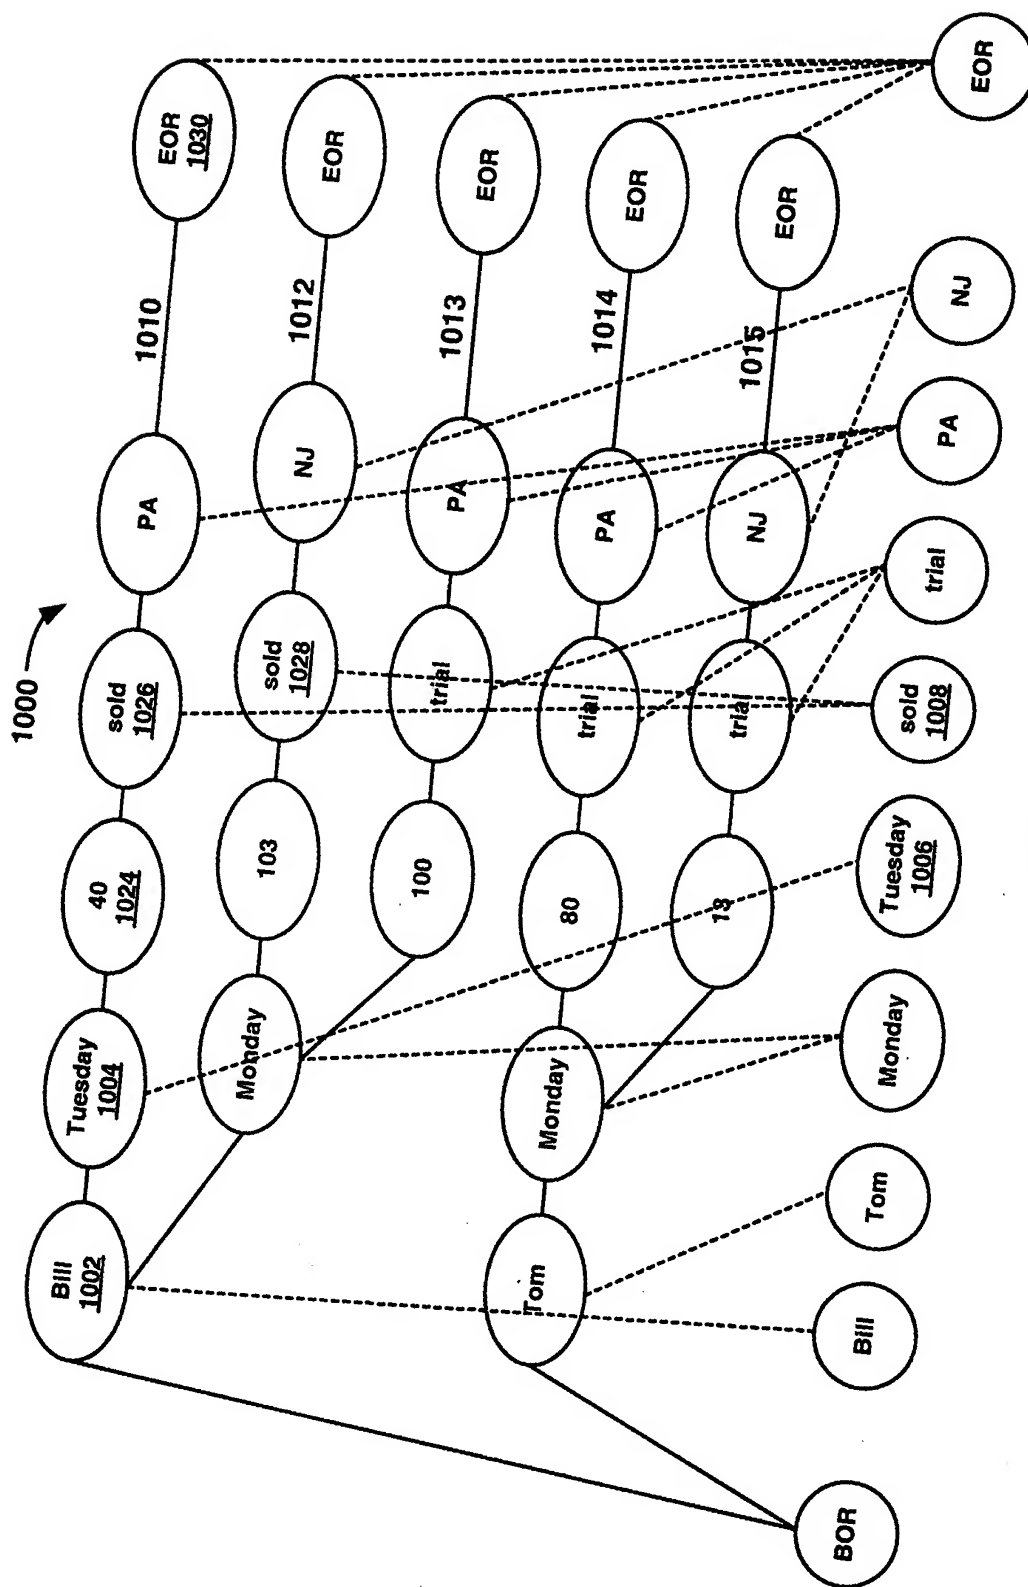 1000
Bill
1002
Tuesday
1004
40
1024
sold
1026
PA
1010
EOR
1030
Monday
103
sold
1028
NJ
1012
EOR
100
trial
PA
1013
EOR
Tom
Monday
80
trial
PA
1014
EOR
13
trial
NJ
1015
EOR
BOR
Bill
Tom
Monday
Tuesday
1006
sold
1008
trial
PA
NJ
EOR